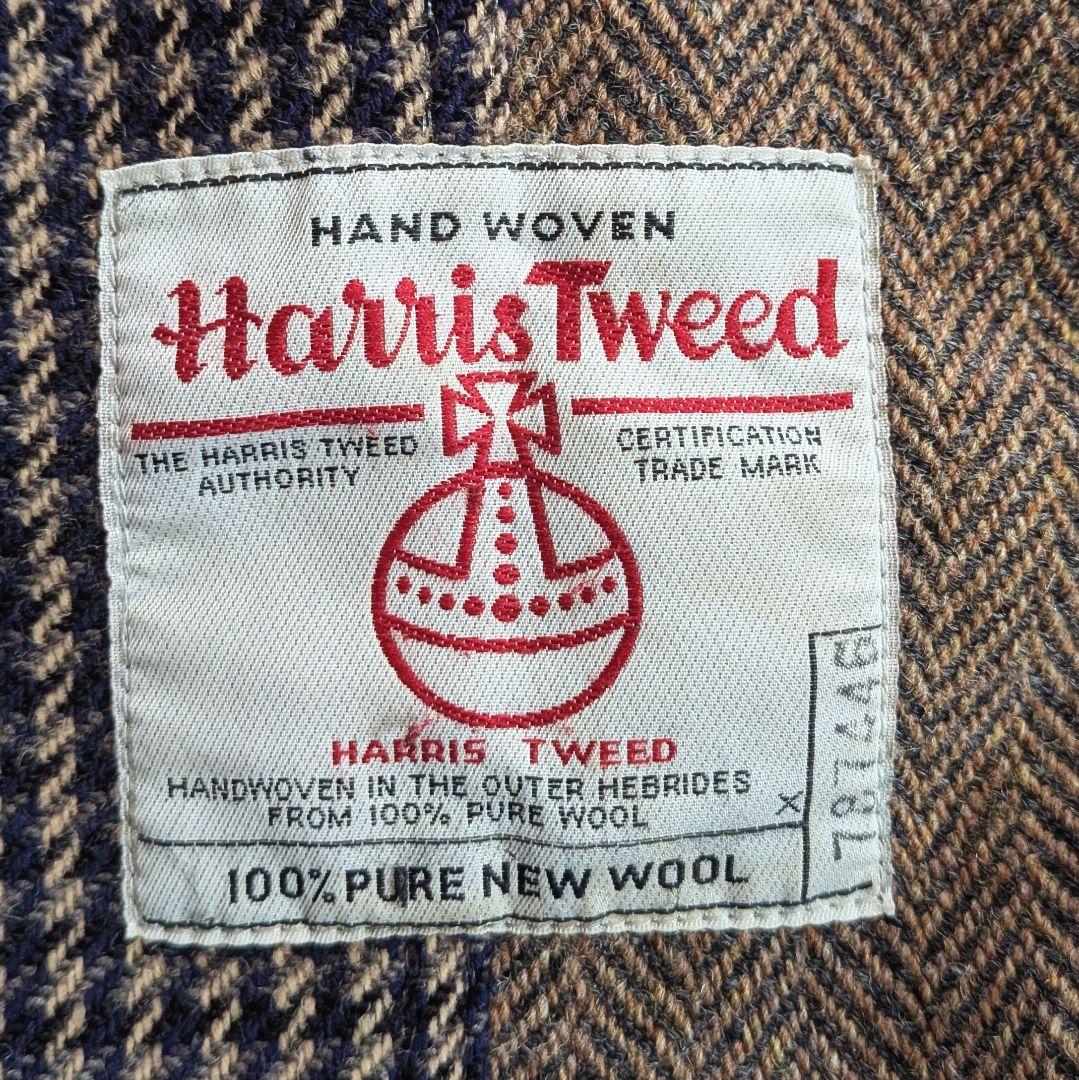 HAND WOVEN
Harris Tweed
THE HARRIS TWEED
AUTHORITY
CERTIFICATION
TRADE MARK
HARRIS TWEED
HANDWOVEN IN THE OUTER HEBRIDES
FROM 100% PURE WOOL
X
100% PURE NEW WOOL
787446